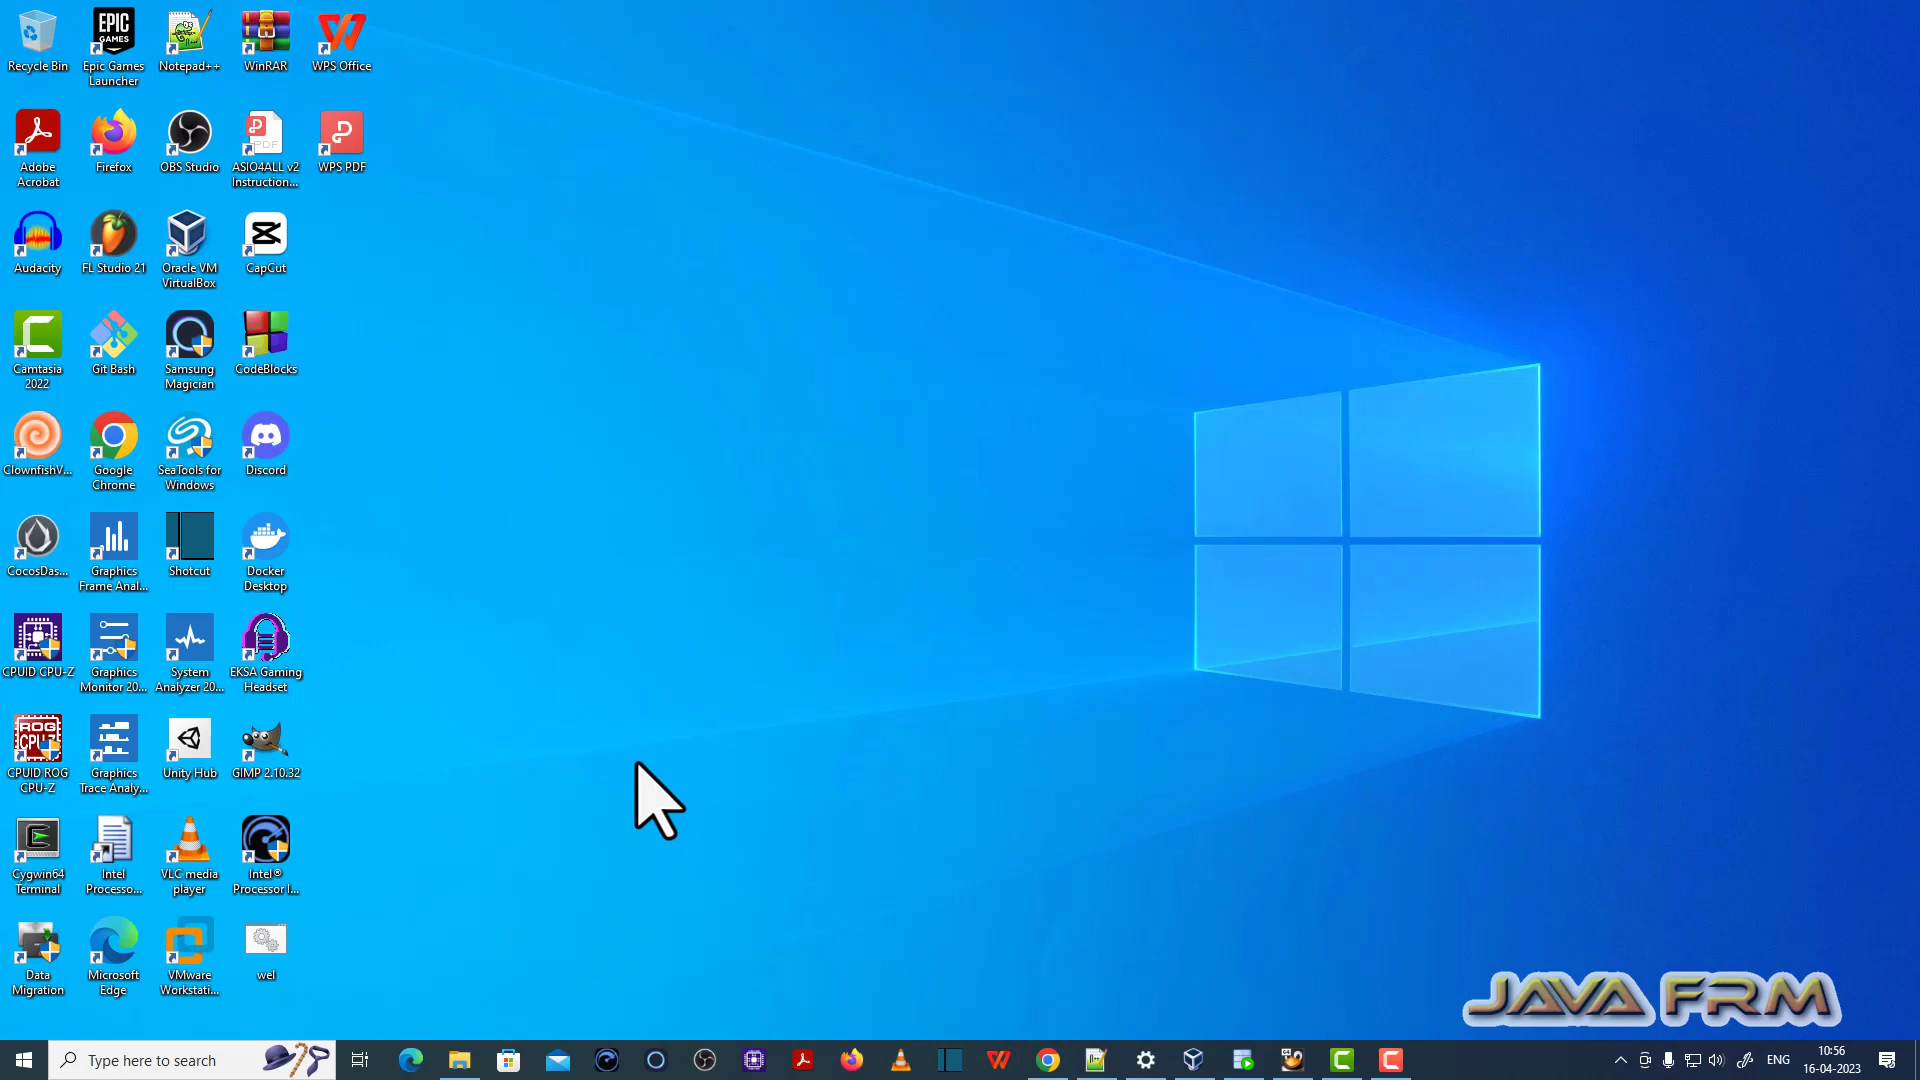 Recycle Bin
Epic Games
Launcher
Notepad++
WinRAR
WPS Office
Adobe
Acrobat
Firefox
OBS Studio
ASIO4ALL v2
Instruction...
WPS PDF
Audacity
FL Studio 21
Oracle VM
VirtualBox
CapCut
Camtasia
2022
Git Bash
Samsung
Magician
CodeBlocks
ClownfishV...
Google
Chrome
SeaTools for
Windows
Discord
CocosDas...
Graphics
Frame Anal...
Shotcut
Docker
Desktop
CPUID CPU-Z
Graphics
Monitor 20...
System
Analyzer 20...
EKSA Gaming
Headset
CPUID ROG
CPU-Z
Graphics
Trace Analy...
Unity Hub
GIMP 2.10.32
Cygwin64
Terminal
Intel
Processo...
VLC media
player
Intel®
Processor I...
Data
Migration
Microsoft
Edge
VMware
Workstati...
wel
JAVA FRM
Type here to search
ENG
10:56
16-04-2023